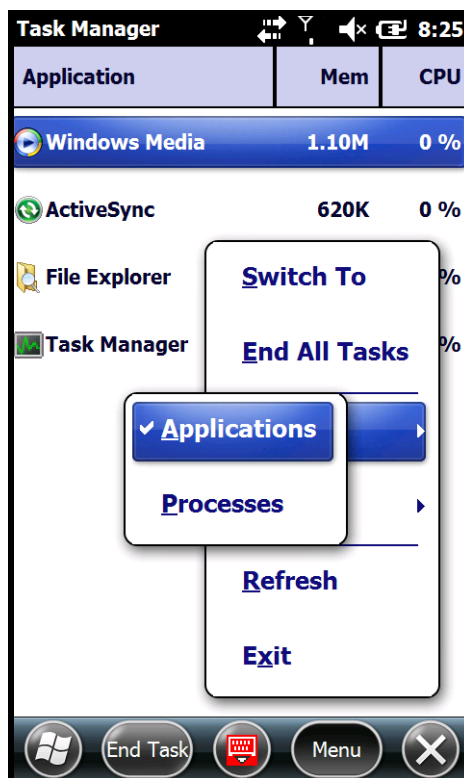 Task Manager 8:25
Application Mem CPU
Windows Media 1.10M 0 %
ActiveSync 620K 0 %
File Explorer %
Task Manager %
Switch To
End All Tasks
Applications
Processes
Refresh
Exit
End Task Menu